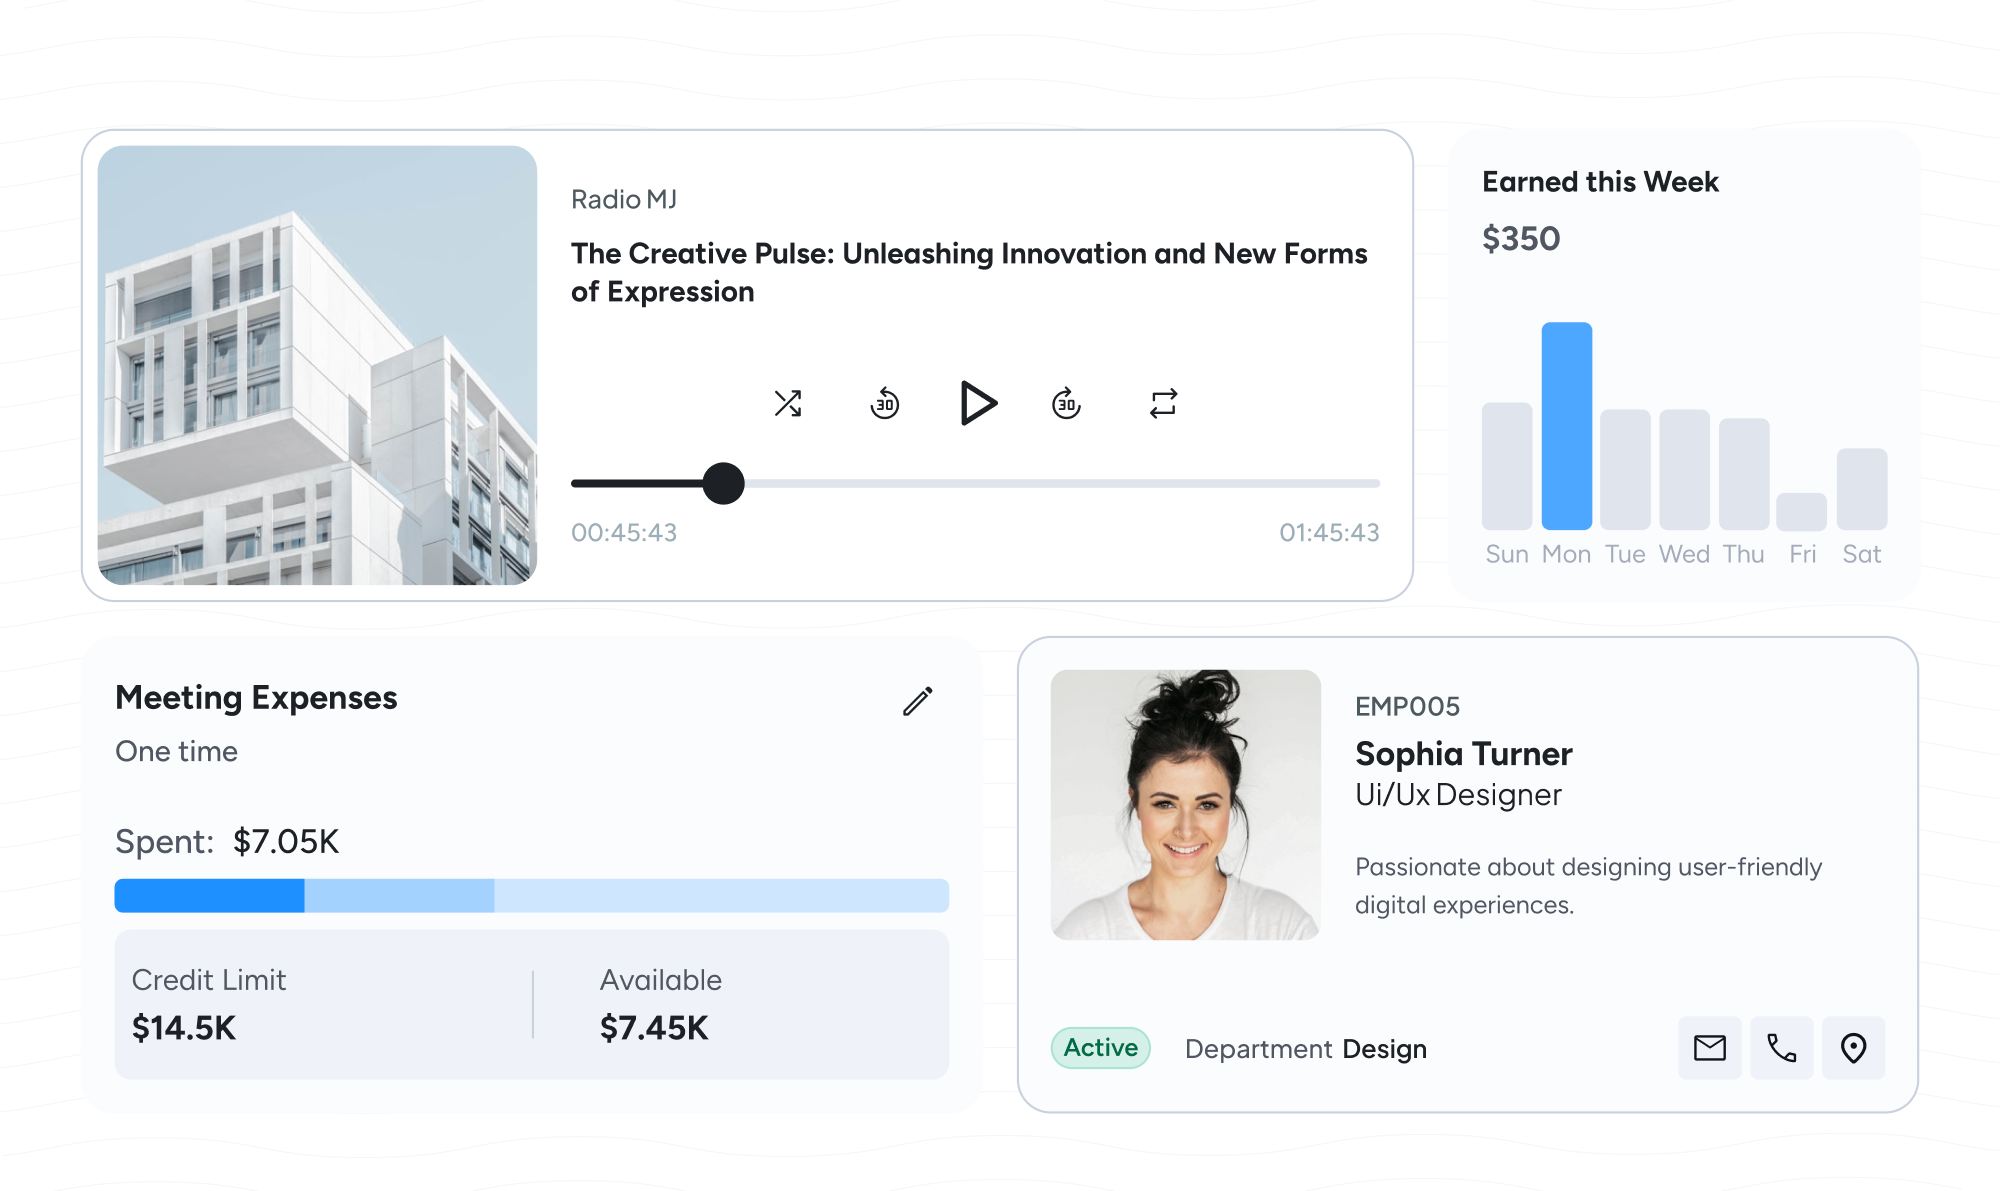 Radio MJ
The Creative Pulse: Unleashing Innovation and New Forms
of Expression
30
30
00:45:43
01:45:43
Earned this Week
$350
Sun Mon Tue Wed Thu Fri Sat
Meeting Expenses
One time
Spent: $7.05K
Credit Limit
$14.5K
Available
$7.45K
EMP005
Sophia Turner
Ui/Ux Designer
Passionate about designing user-friendly
digital experiences.
Active
Department Design